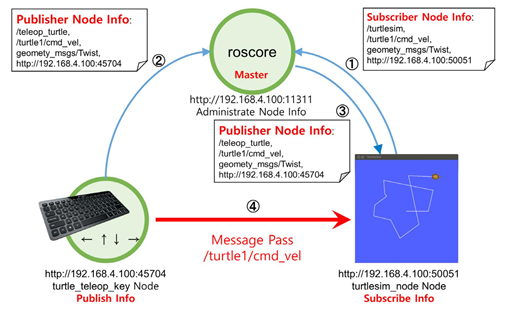 Publisher Node Info:
/teleop_turtle,
/turtle1/cmd_vel,
geomety_msgs/Twist,
http://192.168.4.100:45704
②
roscore
Master
http://192.168.4.100:11311
Administrate Node Info
Subscriber Node Info:
/turtlesim,
/turtle1/cmd_vel,
geomety_msgs/Twist,
http://192.168.4.100:50051
①
③
Publisher Node Info:
/teleop_turtle,
/turtle1/cmd_vel,
geomety_msgs/Twist,
http://192.168.4.100:45704
④
Message Pass
/turtle1/cmd_vel
← ↑↓ →
http://192.168.4.100:45704
turtle_teleop_key Node
Publish Info
http://192.168.4.100:50051
turtlesim_node Node
Subscribe Info